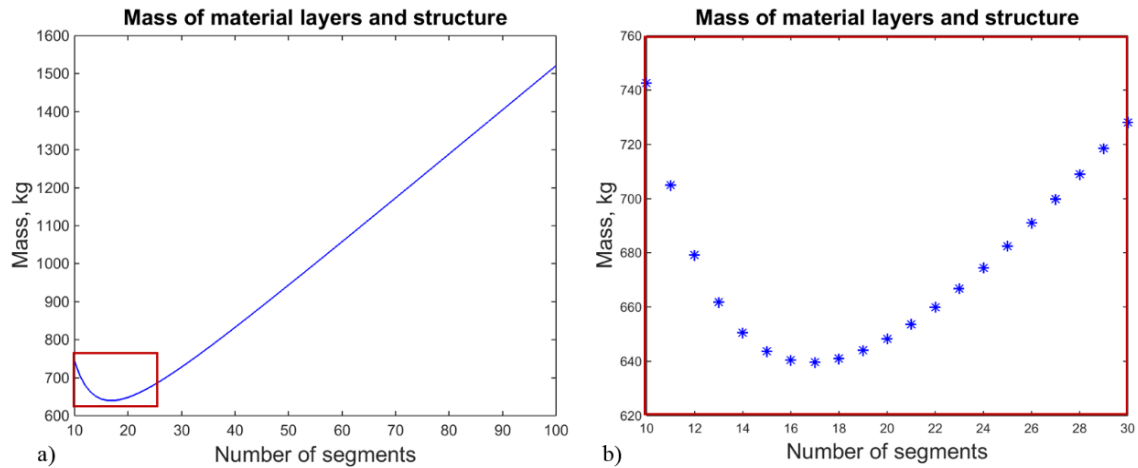 Mass of material layers and structure
1600
1500
1400
1300
1200
1100
1000
900
800
700
600
Mass, kg
10 20 30 40 50 60 70 80 90 100
Number of segments
a)
Mass of material layers and structure
760
740
720
700
680
660
640
620
Mass, kg
10 12 14 16 18 20 22 24 26 28 30
Number of segments
b)